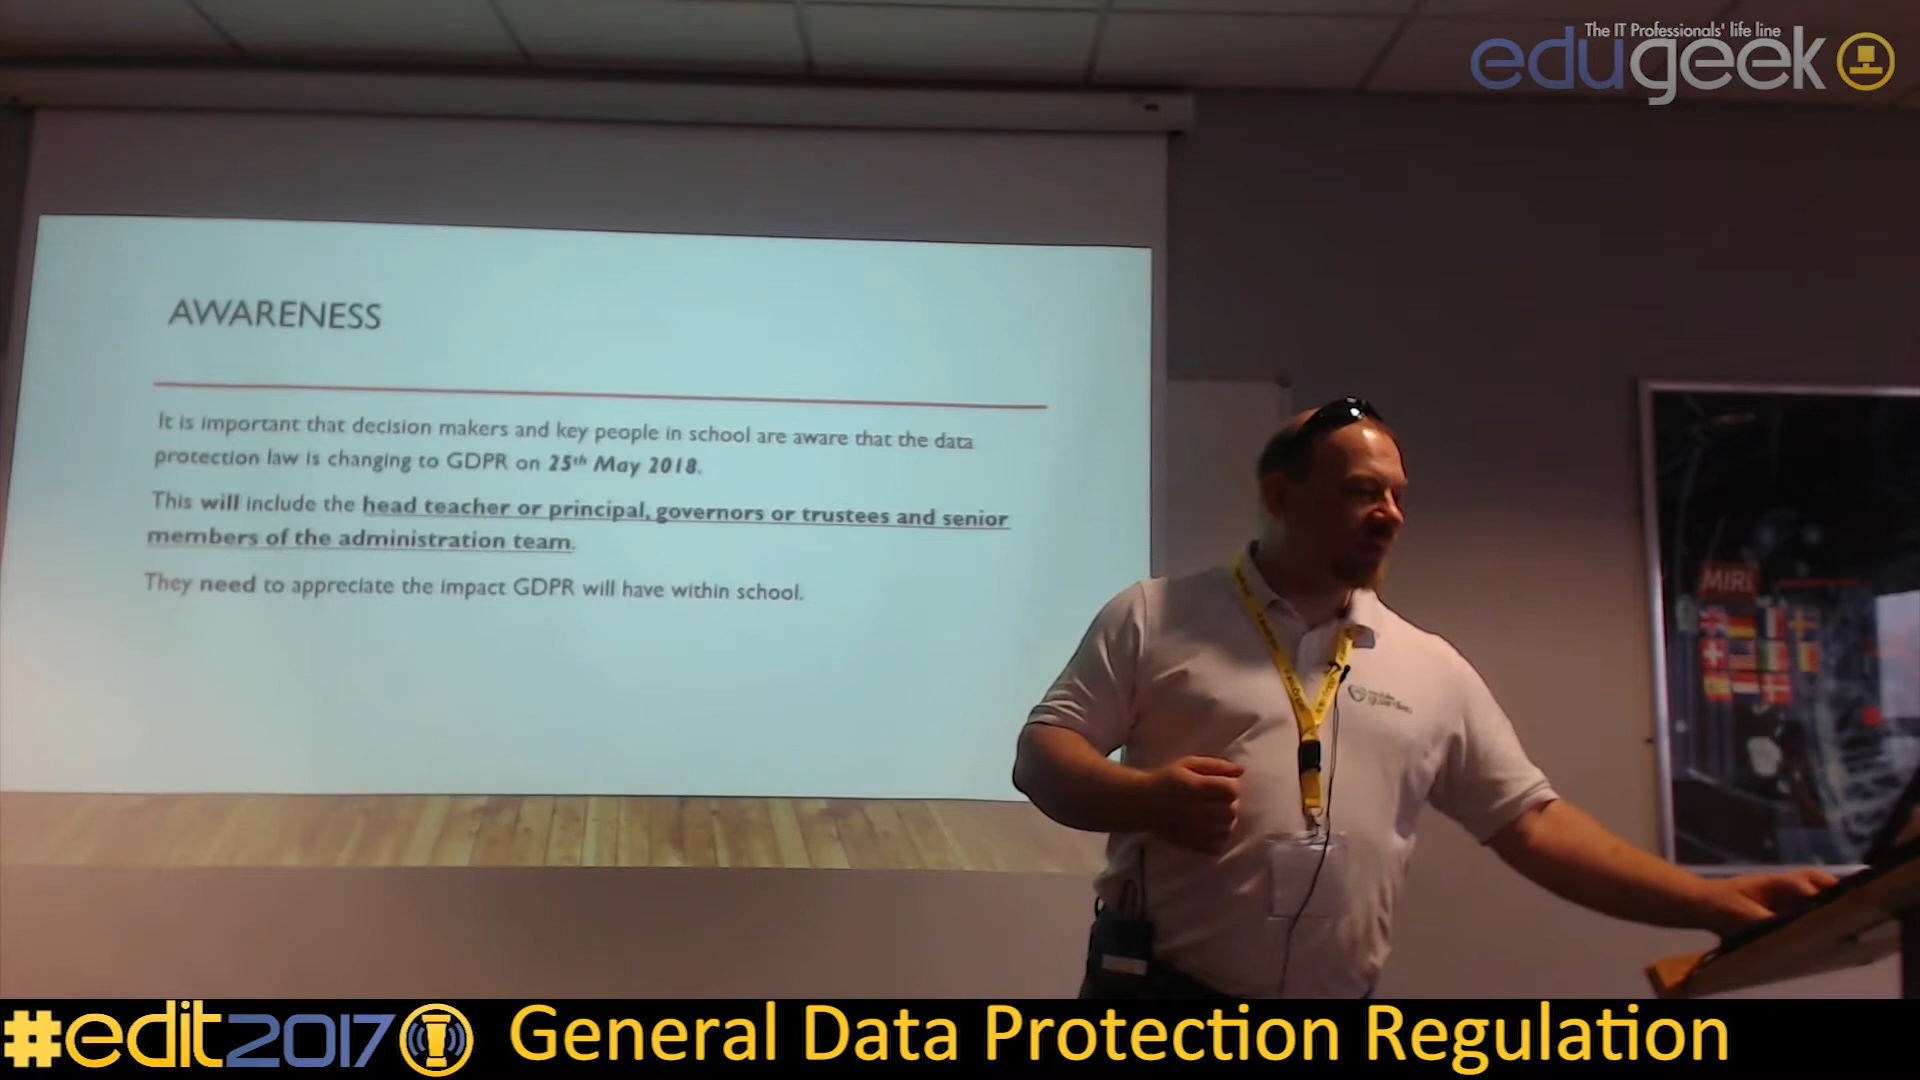 The IT Professionals' life line
edugeek
AWARENESS
It is important that decision makers and key people in school are aware that the data
protection law is changing to GDPR on 25th May 2018.
This will include the head teacher or principal, governors or trustees and senior
members of the administration team.
They need to appreciate the impact GDPR will have within school.
MIRI
#edit2017 General Data Protection Regulation